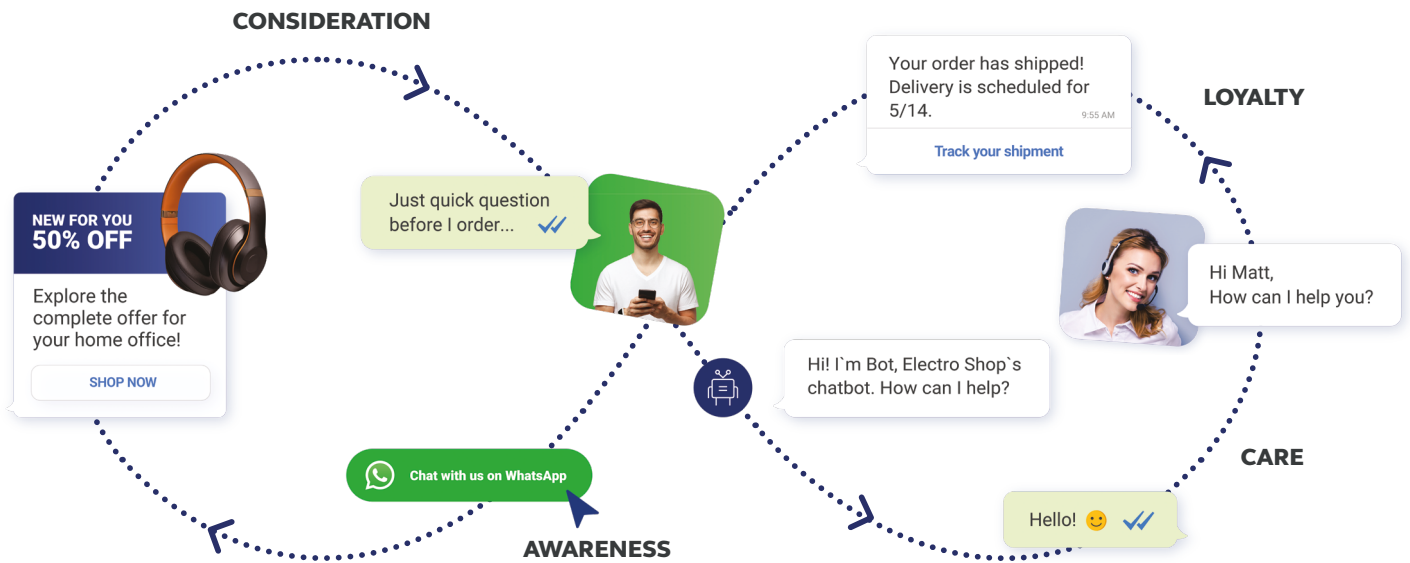 CONSIDERATION
Your order has shipped!
Delivery is scheduled for
5/14.
9:55 AM
Track your shipment
LOYALTY
NEW FOR YOU
50% OFF
Explore the
complete offer for
your home office!
SHOP NOW
Just quick question
before I order...
Hi Matt,
How can I help you?
Hi! I`m Bot, Electro Shop`s
chatbot. How can I help?
Chat with us on WhatsApp
AWARENESS
CARE
Hello! 🙂